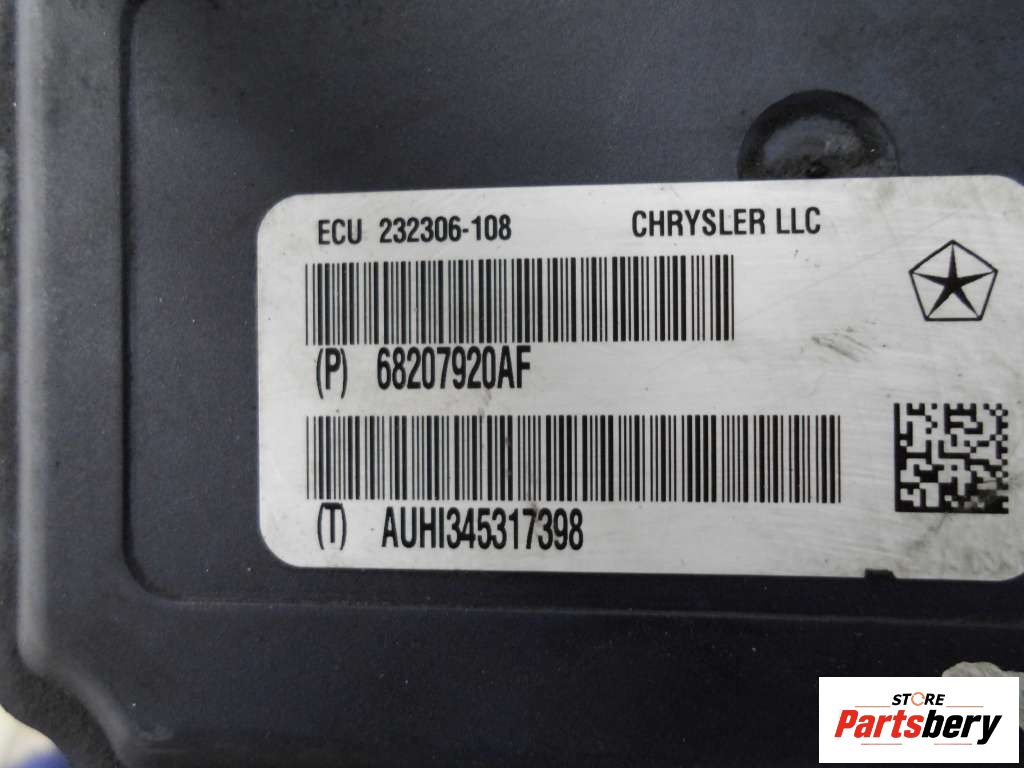 ECU 232306-108 CHRYSLER LLC
(P) 68207920AF
(T) AUHI345317398
STORE
Partsbery